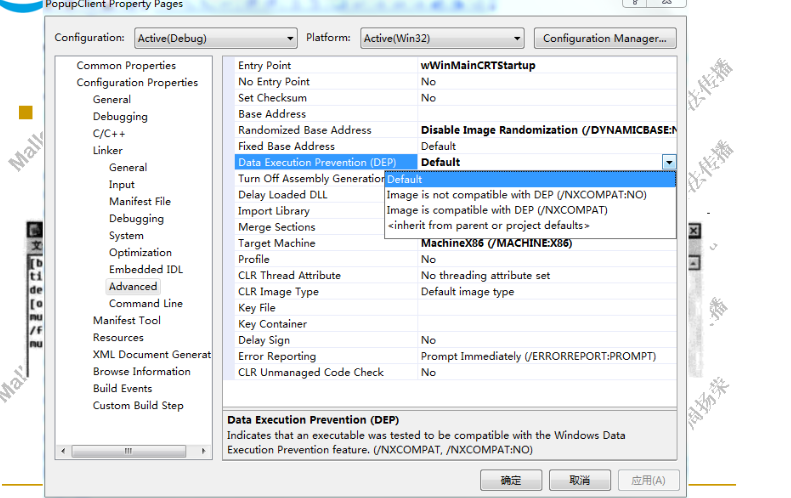 PopupClient Property Pages
Configuration: Active(Debug) Platform: Active(Win32) Configuration Manager...
Common Properties
Configuration Properties
General
Debugging
C/C++
Linker
General
Input
Manifest File
Debugging
System
Optimization
Embedded IDL
Advanced
Command Line
Manifest Tool
Resources
XML Document Generat
Browse Information
Build Events
Custom Build Step
Entry Point wWinMainCRTStartup
No Entry Point No
Set Checksum No
Base Address
Randomized Base Address Disable Image Randomization (/DYNAMICBASE:N
Fixed Base Address Default
Data Execution Prevention (DEP) Default
Turn Off Assembly Generation
Default
Image is not compatible with DEP (/NXCOMPAT:NO)
Image is compatible with DEP (/NXCOMPAT)
<inherit from parent or project defaults>
Delay Loaded DLL
Import Library
Merge Sections
Target Machine MachineX86 (/MACHINE:X86)
Profile No
CLR Thread Attribute No threading attribute set
CLR Image Type Default image type
Key File
Key Container
Delay Sign No
Error Reporting Prompt Immediately (/ERRORREPORT:PROMPT)
CLR Unmanaged Code Check No
Data Execution Prevention (DEP)
Indicates that an executable was tested to be compatible with the Windows Data
Execution Prevention feature. (/NXCOMPAT, /NXCOMPAT:NO)
确定 取消 应用(A)
文
[b
ti
de
[o
mu
/f
mu
法传播
法传播
播
周扬荣